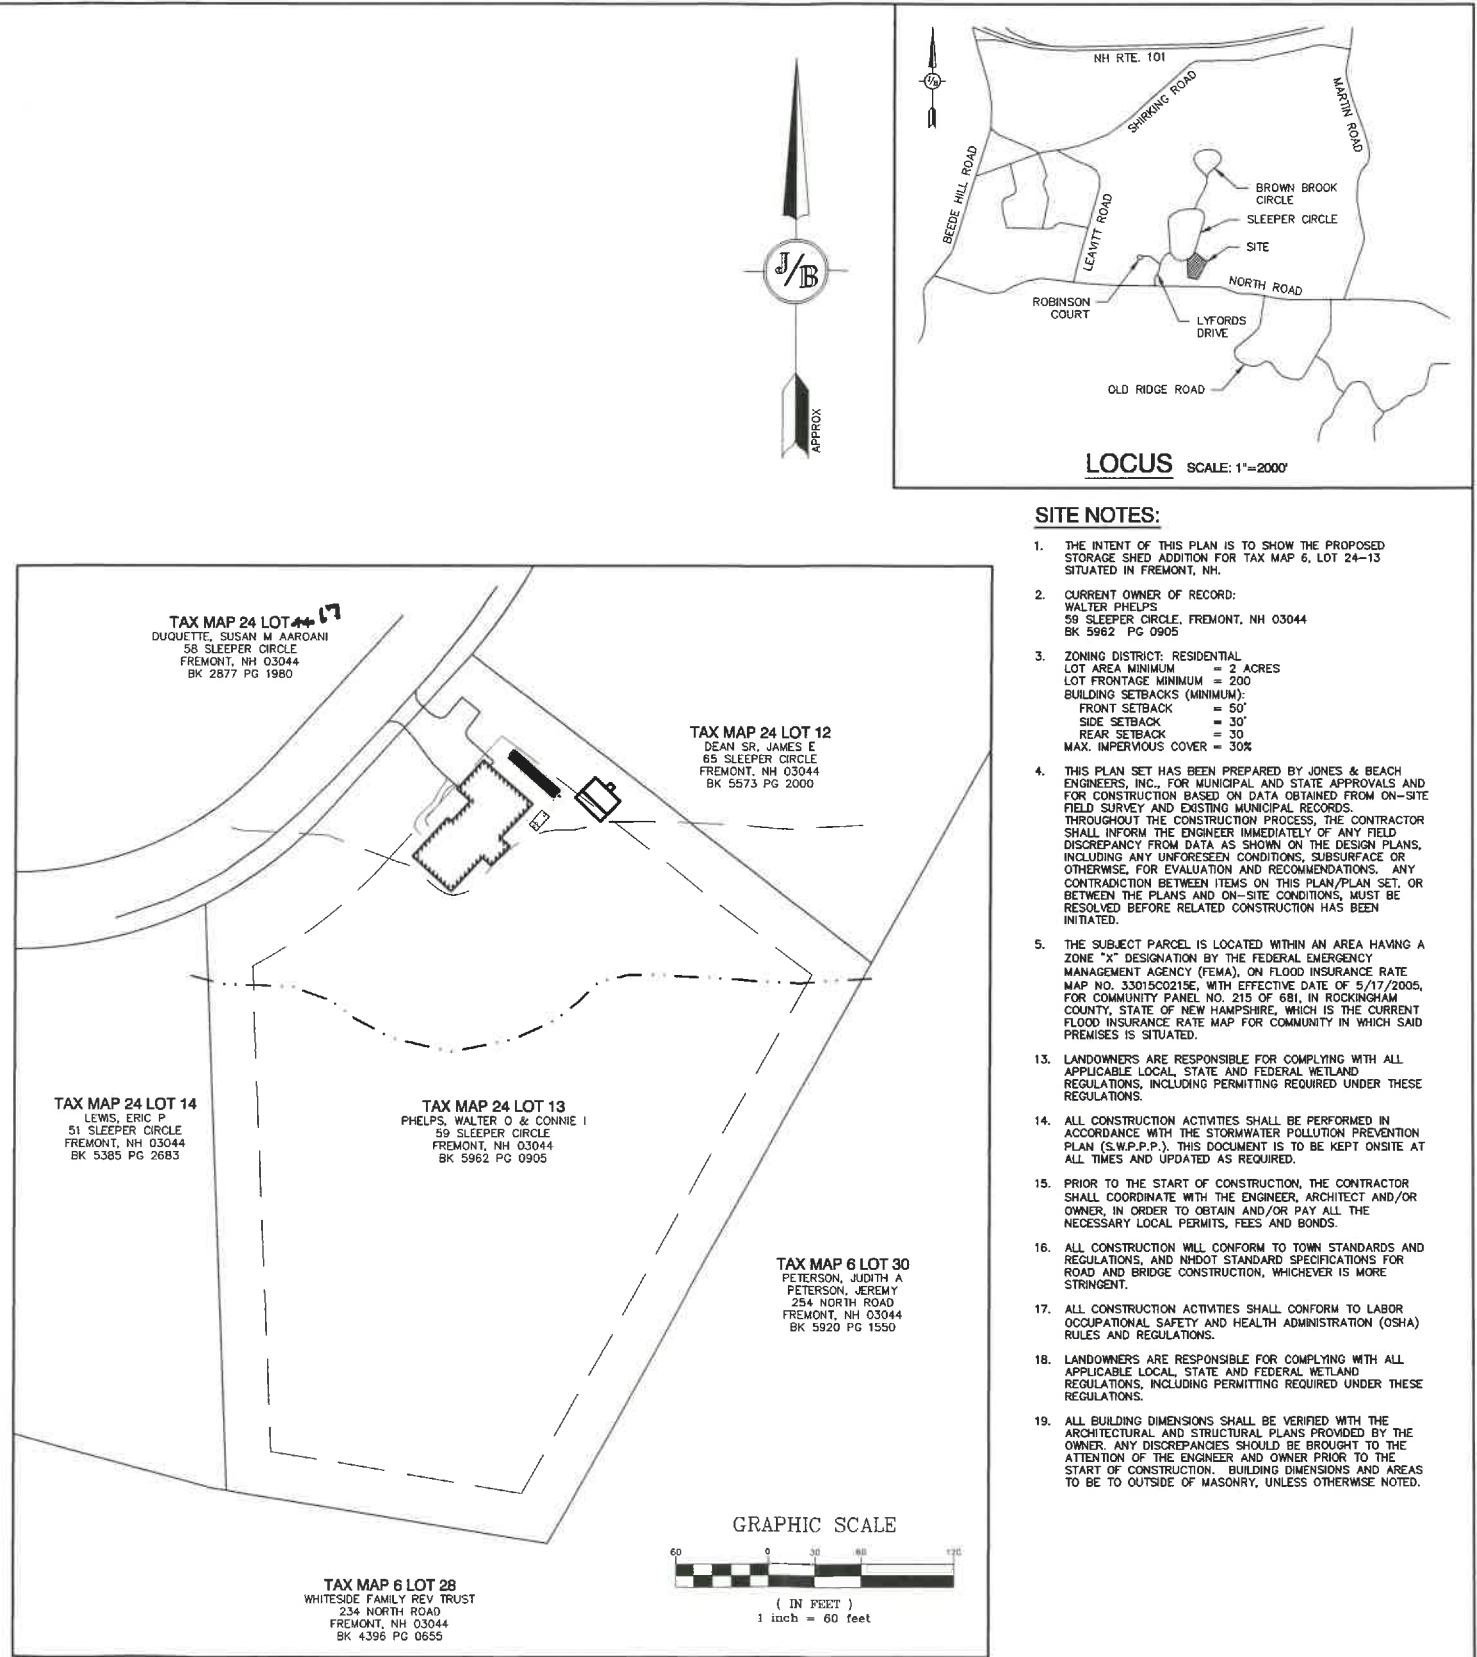 NH RTE. 101
SHIRKING ROAD
MARTIN ROAD
BEEDE HILL ROAD
LEAVITT ROAD
BROWN BROOK
CIRCLE
SLEEPER CIRCLE
SITE
NORTH ROAD
ROBINSON
COURT
LYFORDS
DRIVE
OLD RIDGE ROAD
LOCUS SCALE: 1"=2000'
J/B
J/B
APPROX
SITE NOTES:
1. THE INTENT OF THIS PLAN IS TO SHOW THE PROPOSED
STORAGE SHED ADDITION FOR TAX MAP 6, LOT 24-13
SITUATED IN FREMONT, NH.
2. CURRENT OWNER OF RECORD:
WALTER PHELPS
59 SLEEPER CIRCLE, FREMONT, NH 03044
BK 5962 PG 0905
3. ZONING DISTRICT: RESIDENTIAL
LOT AREA MINIMUM = 2 ACRES
LOT FRONTAGE MINIMUM = 200
BUILDING SETBACKS (MINIMUM):
FRONT SETBACK = 50'
SIDE SETBACK = 30'
REAR SETBACK = 30
MAX. IMPERVIOUS COVER = 30%
4. THIS PLAN SET HAS BEEN PREPARED BY JONES & BEACH
ENGINEERS, INC., FOR MUNICIPAL AND STATE APPROVALS AND
FOR CONSTRUCTION BASED ON DATA OBTAINED FROM ON-SITE
FIELD SURVEY AND EXISTING MUNICIPAL RECORDS.
THROUGHOUT THE CONSTRUCTION PROCESS, THE CONTRACTOR
SHALL INFORM THE ENGINEER IMMEDIATELY OF ANY FIELD
DISCREPANCY FROM DATA AS SHOWN ON THE DESIGN PLANS,
INCLUDING ANY UNFORESEEN CONDITIONS, SUBSURFACE OR
OTHERWISE, FOR EVALUATION AND RECOMMENDATIONS. ANY
CONTRADICTION BETWEEN ITEMS ON THIS PLAN/PLAN SET, OR
BETWEEN THE PLANS AND ON-SITE CONDITIONS, MUST BE
RESOLVED BEFORE RELATED CONSTRUCTION HAS BEEN
INITIATED.
5. THE SUBJECT PARCEL IS LOCATED WITHIN AN AREA HAVING A
ZONE "X" DESIGNATION BY THE FEDERAL EMERGENCY
MANAGEMENT AGENCY (FEMA), ON FLOOD INSURANCE RATE
MAP NO. 33015C0215E, WITH EFFECTIVE DATE OF 5/17/2005,
FOR COMMUNITY PANEL NO. 215 OF 681, IN ROCKINGHAM
COUNTY, STATE OF NEW HAMPSHIRE, WHICH IS THE CURRENT
FLOOD INSURANCE RATE MAP FOR COMMUNITY IN WHICH SAID
PREMISES IS SITUATED.
13. LANDOWNERS ARE RESPONSIBLE FOR COMPLYING WITH ALL
APPLICABLE LOCAL, STATE AND FEDERAL WETLAND
REGULATIONS, INCLUDING PERMITTING REQUIRED UNDER THESE
REGULATIONS.
14. ALL CONSTRUCTION ACTIVITIES SHALL BE PERFORMED IN
ACCORDANCE WITH THE STORMWATER POLLUTION PREVENTION
PLAN (S.W.P.P.P.). THIS DOCUMENT IS TO BE KEPT ONSITE AT
ALL TIMES AND UPDATED AS REQUIRED.
15. PRIOR TO THE START OF CONSTRUCTION, THE CONTRACTOR
SHALL COORDINATE WITH THE ENGINEER, ARCHITECT AND/OR
OWNER, IN ORDER TO OBTAIN AND/OR PAY ALL THE
NECESSARY LOCAL PERMITS, FEES AND BONDS.
16. ALL CONSTRUCTION WILL CONFORM TO TOWN STANDARDS AND
REGULATIONS, AND NHDOT STANDARD SPECIFICATIONS FOR
ROAD AND BRIDGE CONSTRUCTION, WHICHEVER IS MORE
STRINGENT.
17. ALL CONSTRUCTION ACTIVITIES SHALL CONFORM TO LABOR
OCCUPATIONAL SAFETY AND HEALTH ADMINISTRATION (OSHA)
RULES AND REGULATIONS.
18. LANDOWNERS ARE RESPONSIBLE FOR COMPLYING WITH ALL
APPLICABLE LOCAL, STATE AND FEDERAL WETLAND
REGULATIONS, INCLUDING PERMITTING REQUIRED UNDER THESE
REGULATIONS.
19. ALL BUILDING DIMENSIONS SHALL BE VERIFIED WITH THE
ARCHITECTURAL AND STRUCTURAL PLANS PROVIDED BY THE
OWNER. ANY DISCREPANCIES SHOULD BE BROUGHT TO THE
ATTENTION OF THE ENGINEER AND OWNER PRIOR TO THE
START OF CONSTRUCTION. BUILDING DIMENSIONS AND AREAS
TO BE TO OUTSIDE OF MASONRY, UNLESS OTHERWISE NOTED.
TAX MAP 24 LOT 17
DUQUETTE, SUSAN M AAROANI
58 SLEEPER CIRCLE
FREMONT, NH 03044
BK 2877 PG 1980
TAX MAP 24 LOT 12
DEAN SR, JAMES E
65 SLEEPER CIRCLE
FREMONT, NH 03044
BK 5573 PG 2000
TAX MAP 24 LOT 14
LEWIS, ERIC P
51 SLEEPER CIRCLE
FREMONT, NH 03044
BK 5385 PG 2683
TAX MAP 24 LOT 13
PHELPS, WALTER O & CONNIE I
59 SLEEPER CIRCLE
FREMONT, NH 03044
BK 5962 PG 0905
TAX MAP 6 LOT 30
PETERSON, JUDITH A
PETERSON, JEREMY
254 NORTH ROAD
FREMONT, NH 03044
BK 5920 PG 1550
TAX MAP 6 LOT 28
WHITESIDE FAMILY REV TRUST
234 NORTH ROAD
FREMONT, NH 03044
BK 4396 PG 0655
GRAPHIC SCALE
60 0 30 60 120
( IN FEET )
1 inch = 60 feet